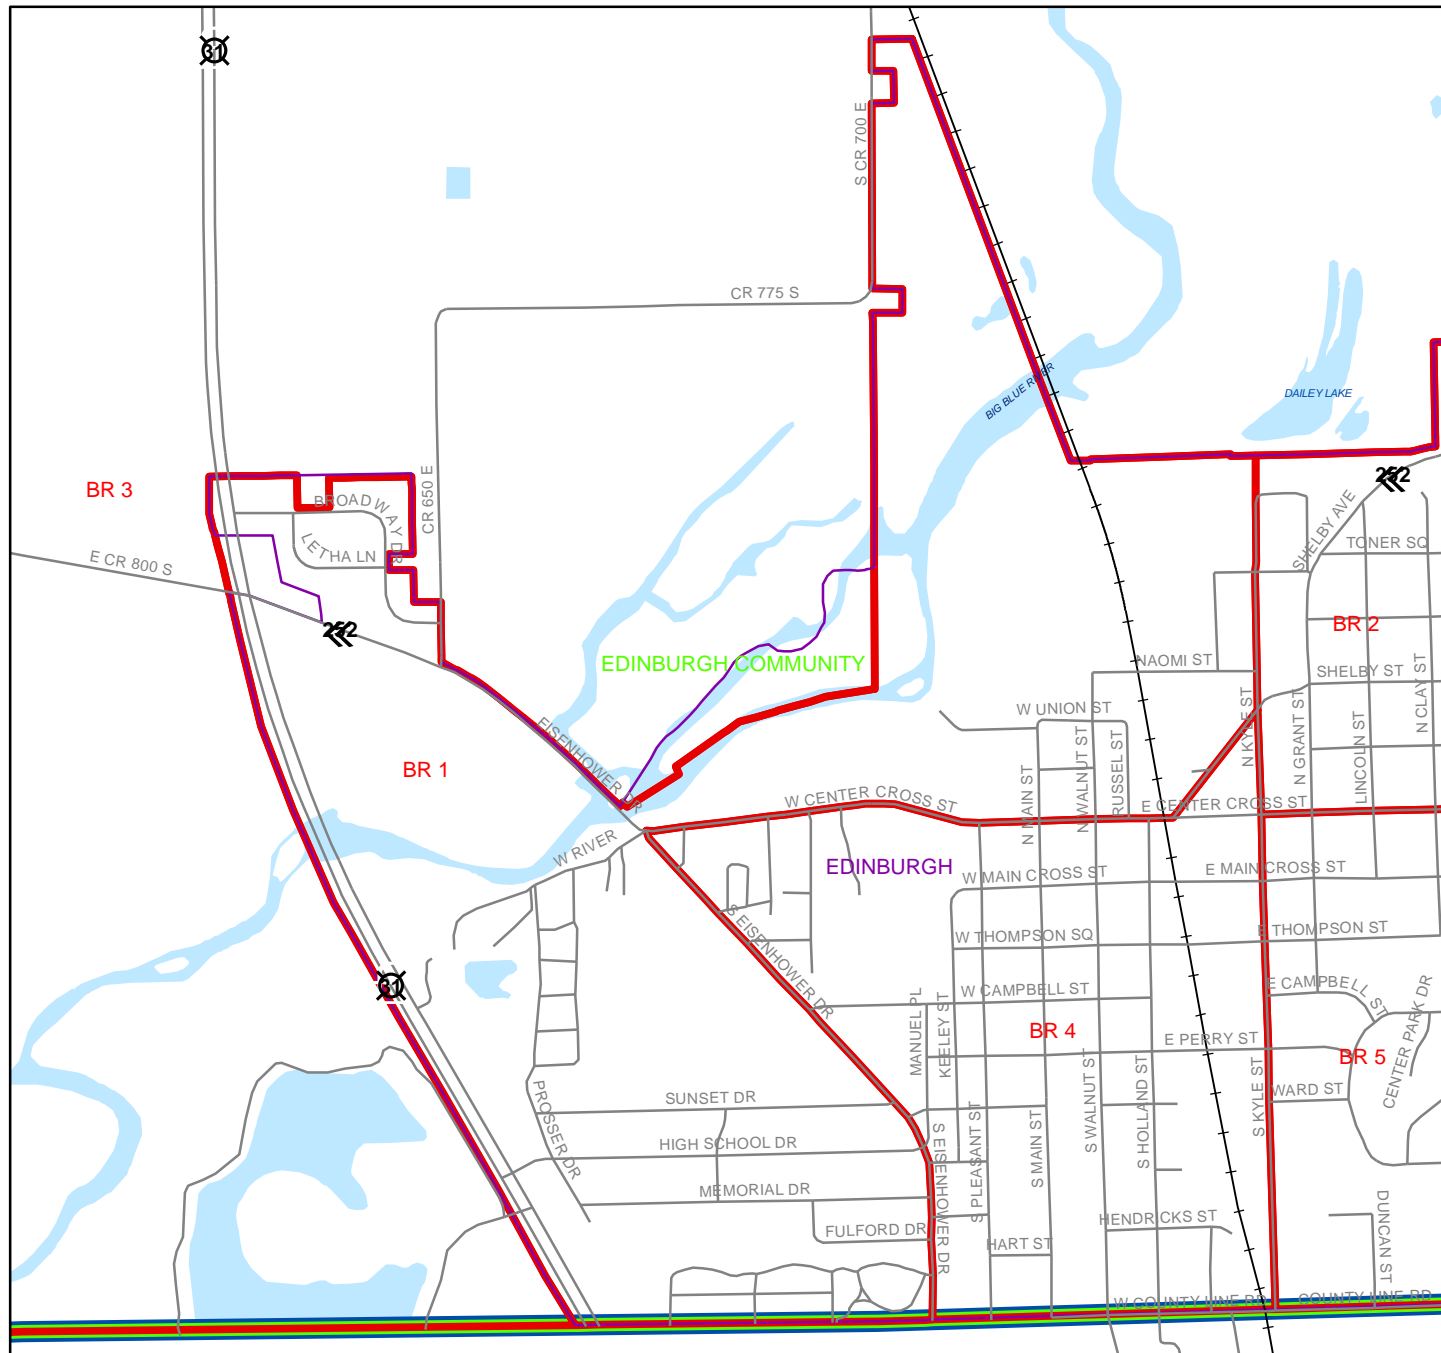 31
S CR 700 E
CR 775 S
BIG BLUE RIVER
DAILEY LAKE
252
BR 3
CR 650 E
BROADWAY DR
LETHA LN
E CR 800 S
SHELBY AVE
TONER SQ
252
BR 2
EDINBURGH COMMUNITY
NAOMI ST
SHELBY ST
N CLAY ST
W UNION ST
N KYLE ST
N GRANT ST
LINCOLN ST
EISENHOWER DR
BR 1
N MAIN ST
N WALNUT ST
RUSSEL ST
W CENTER CROSS ST
E CENTER CROSS ST
W RIVER
EDINBURGH
W MAIN CROSS ST
E MAIN CROSS ST
S EISENHOWER DR
W THOMPSON SQ
E THOMPSON ST
31
W CAMPBELL ST
E CAMPBELL ST
MANUEL PL
KEELEY ST
BR 4
E PERRY ST
BR 5
CENTER PARK DR
SUNSET DR
WARD ST
S KYLE ST
PROSSER DR
HIGH SCHOOL DR
S EISENHOWER DR
S PLEASANT ST
S MAIN ST
S WALNUT ST
S HOLLAND ST
MEMORIAL DR
FULFORD DR
HENDRICKS ST
HART ST
DUNCAN ST
W COUNTY LINE RD
COUNTY LINE RD